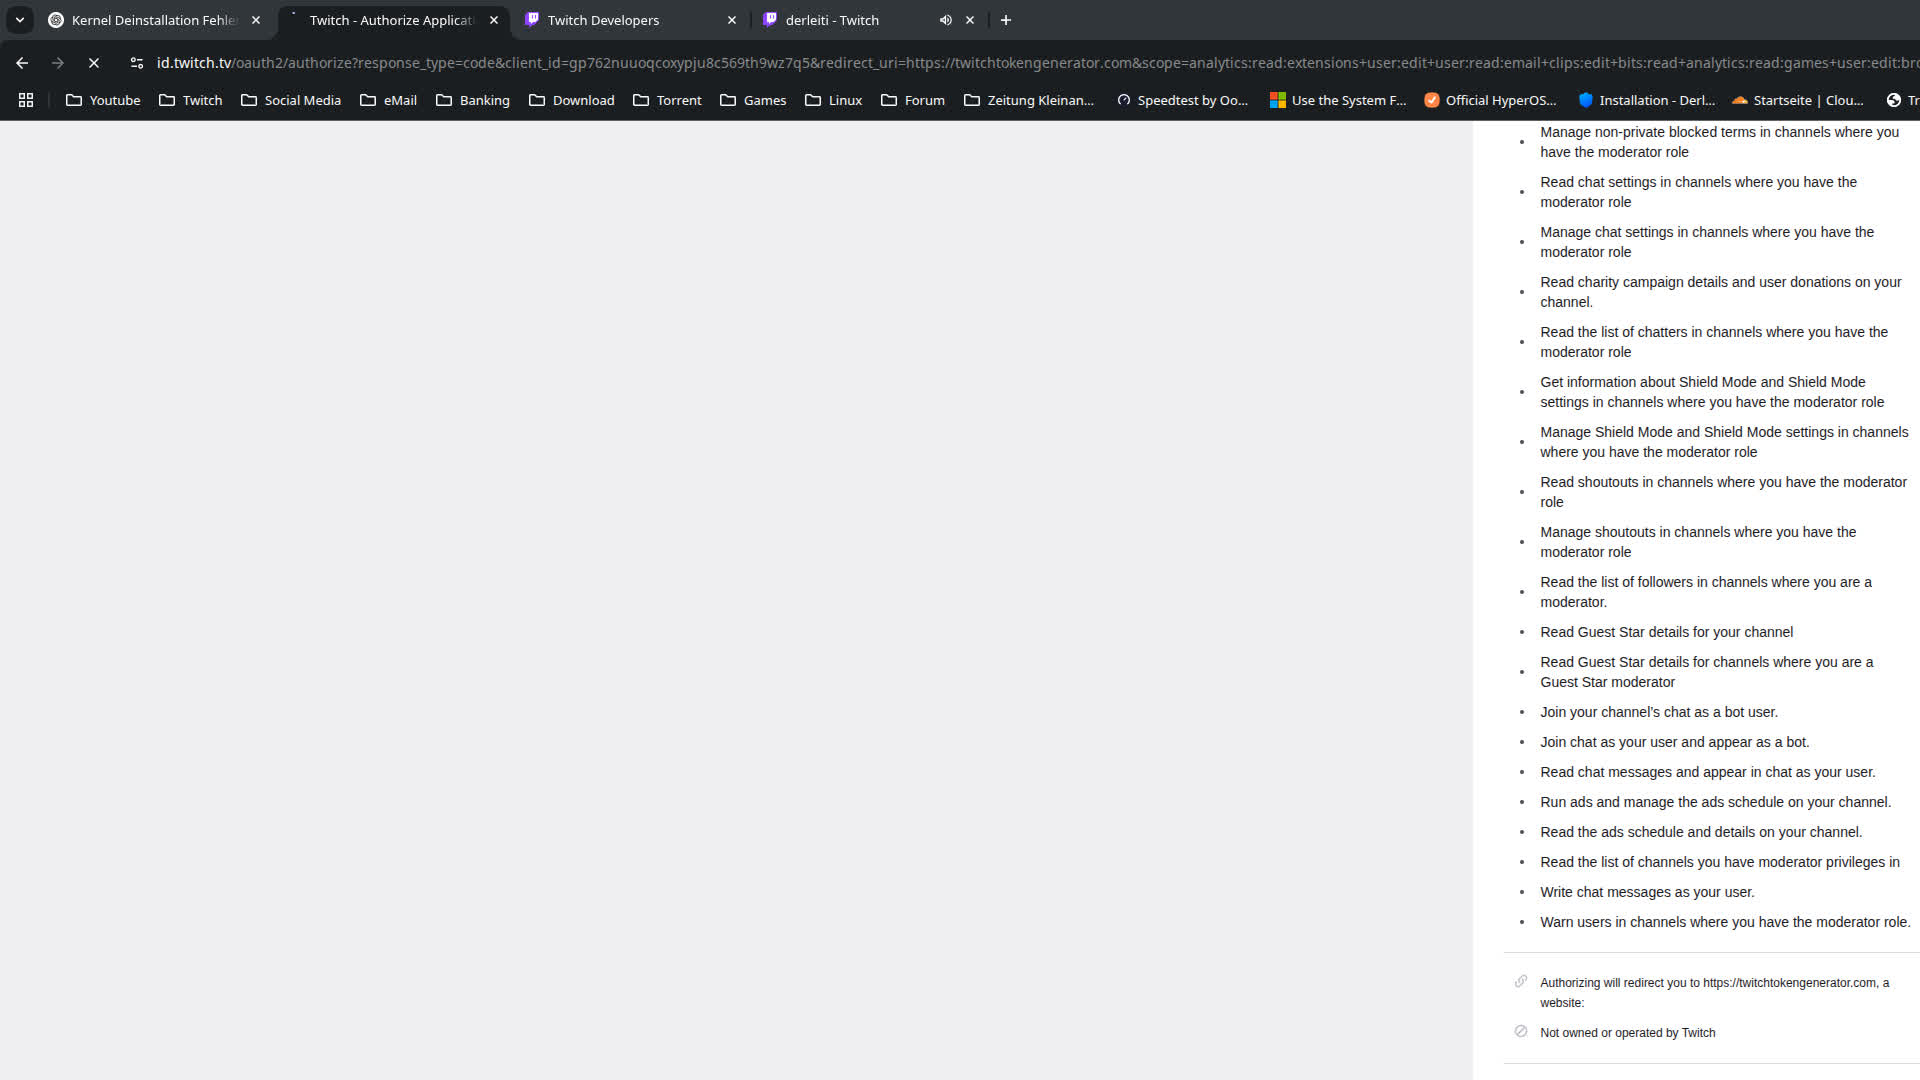 Kernel Deinstallation Fehle
Twitch - Authorize Applicat
Twitch Developers
derleiti - Twitch
id.twitch.tv/oauth2/authorize?response_type=code&client_id=gp762nuuoqcoxypju8c569th9wz7q5&redirect_uri=https://twitchtokengenerator.com&scope=analytics:read:extensions+user:edit+user:read:email+clips:edit+bits:read+analytics:read:games+user:edit:bro
Youtube
Twitch
Social Media
eMail
Banking
Download
Torrent
Games
Linux
Forum
Zeitung Kleinan...
Speedtest by Oo...
Use the System F...
Official HyperOS...
Installation - Derl...
Startseite | Clou...
Tr
• Manage non-private blocked terms in channels where you
have the moderator role
• Read chat settings in channels where you have the
moderator role
• Manage chat settings in channels where you have the
moderator role
• Read charity campaign details and user donations on your
channel.
• Read the list of chatters in channels where you have the
moderator role
• Get information about Shield Mode and Shield Mode
settings in channels where you have the moderator role
• Manage Shield Mode and Shield Mode settings in channels
where you have the moderator role
• Read shoutouts in channels where you have the moderator
role
• Manage shoutouts in channels where you have the
moderator role
• Read the list of followers in channels where you are a
moderator.
• Read Guest Star details for your channel
• Read Guest Star details for channels where you are a
Guest Star moderator
• Join your channel's chat as a bot user.
• Join chat as your user and appear as a bot.
• Read chat messages and appear in chat as your user.
• Run ads and manage the ads schedule on your channel.
• Read the ads schedule and details on your channel.
• Read the list of channels you have moderator privileges in
• Write chat messages as your user.
• Warn users in channels where you have the moderator role.
Authorizing will redirect you to https://twitchtokengenerator.com, a
website:
Not owned or operated by Twitch